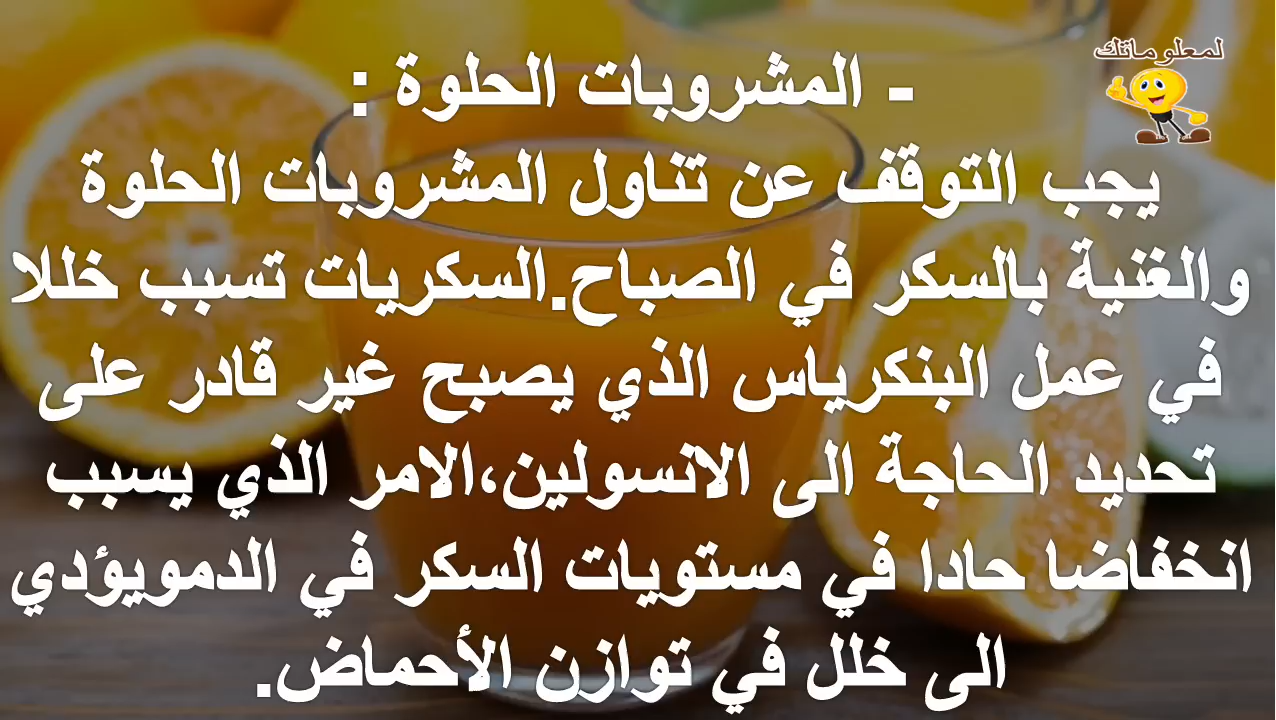 لمعلوماتك
- المشروبات الحلوة :
يجب التوقف عن تناول المشروبات الحلوة
والغنية بالسكر في الصباح.السكريات تسبب خللا
في عمل البنكرياس الذي يصبح غير قادر على
تحديد الحاجة الى الانسولين،الامر الذي يسبب
انخفاضا حادا في مستويات السكر في الدمويؤدي
الى خلل في توازن الأحماض.